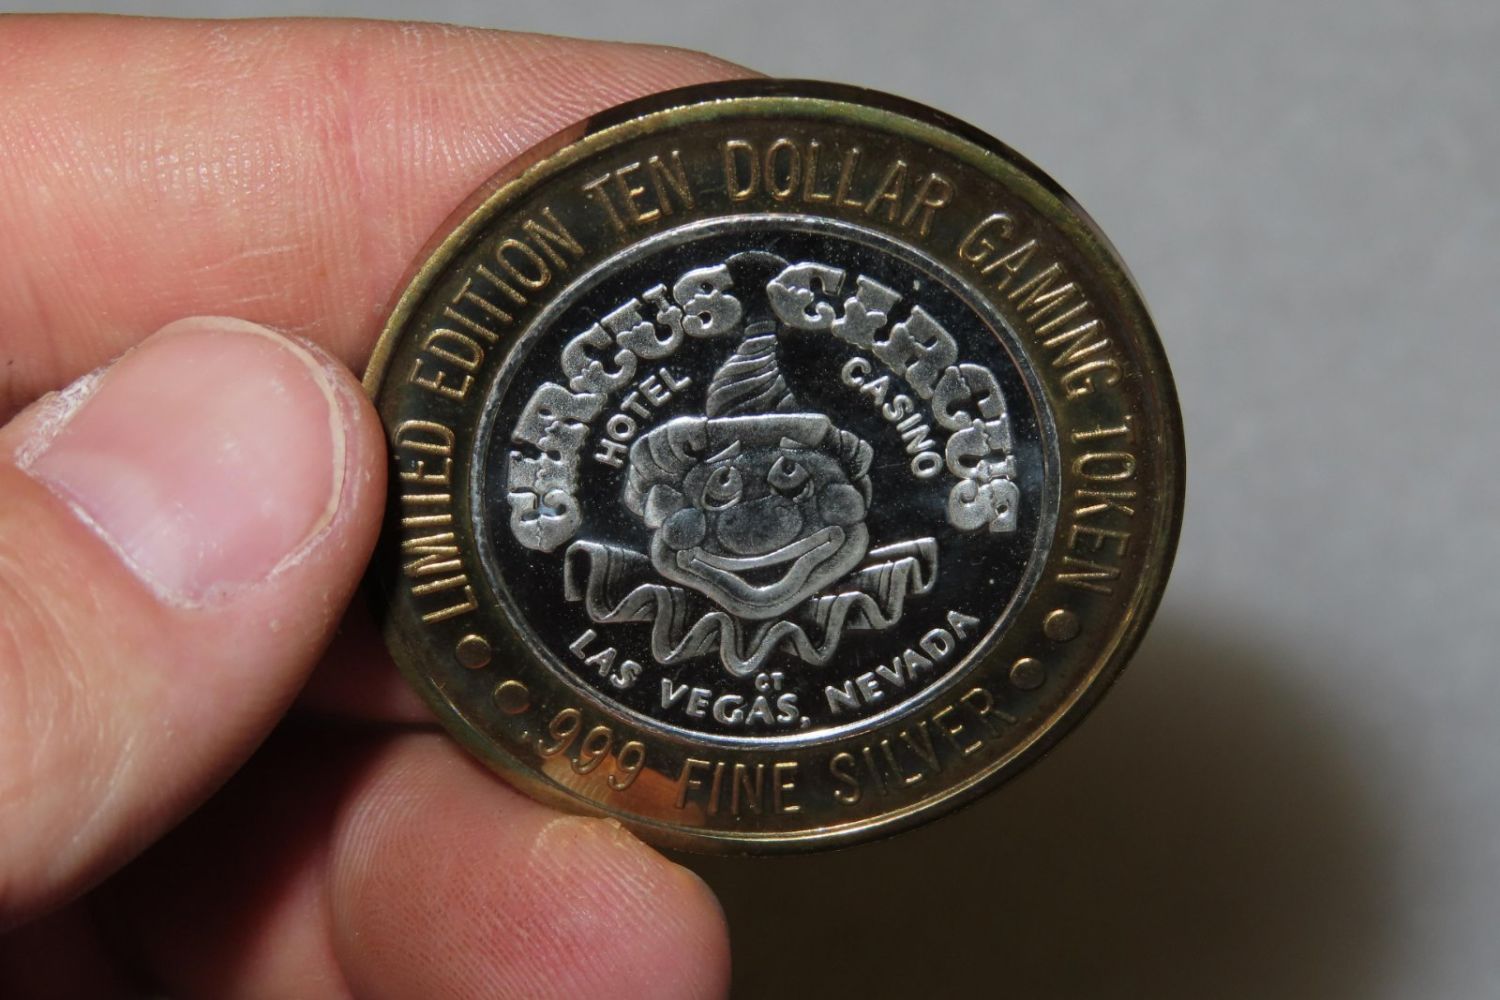 LIMITED EDITION TEN DOLLAR GAMING TOKEN
.999 FINE SILVER
CIRCUS CIRCUS
HOTEL CASINO
CT
LAS VEGAS, NEVADA